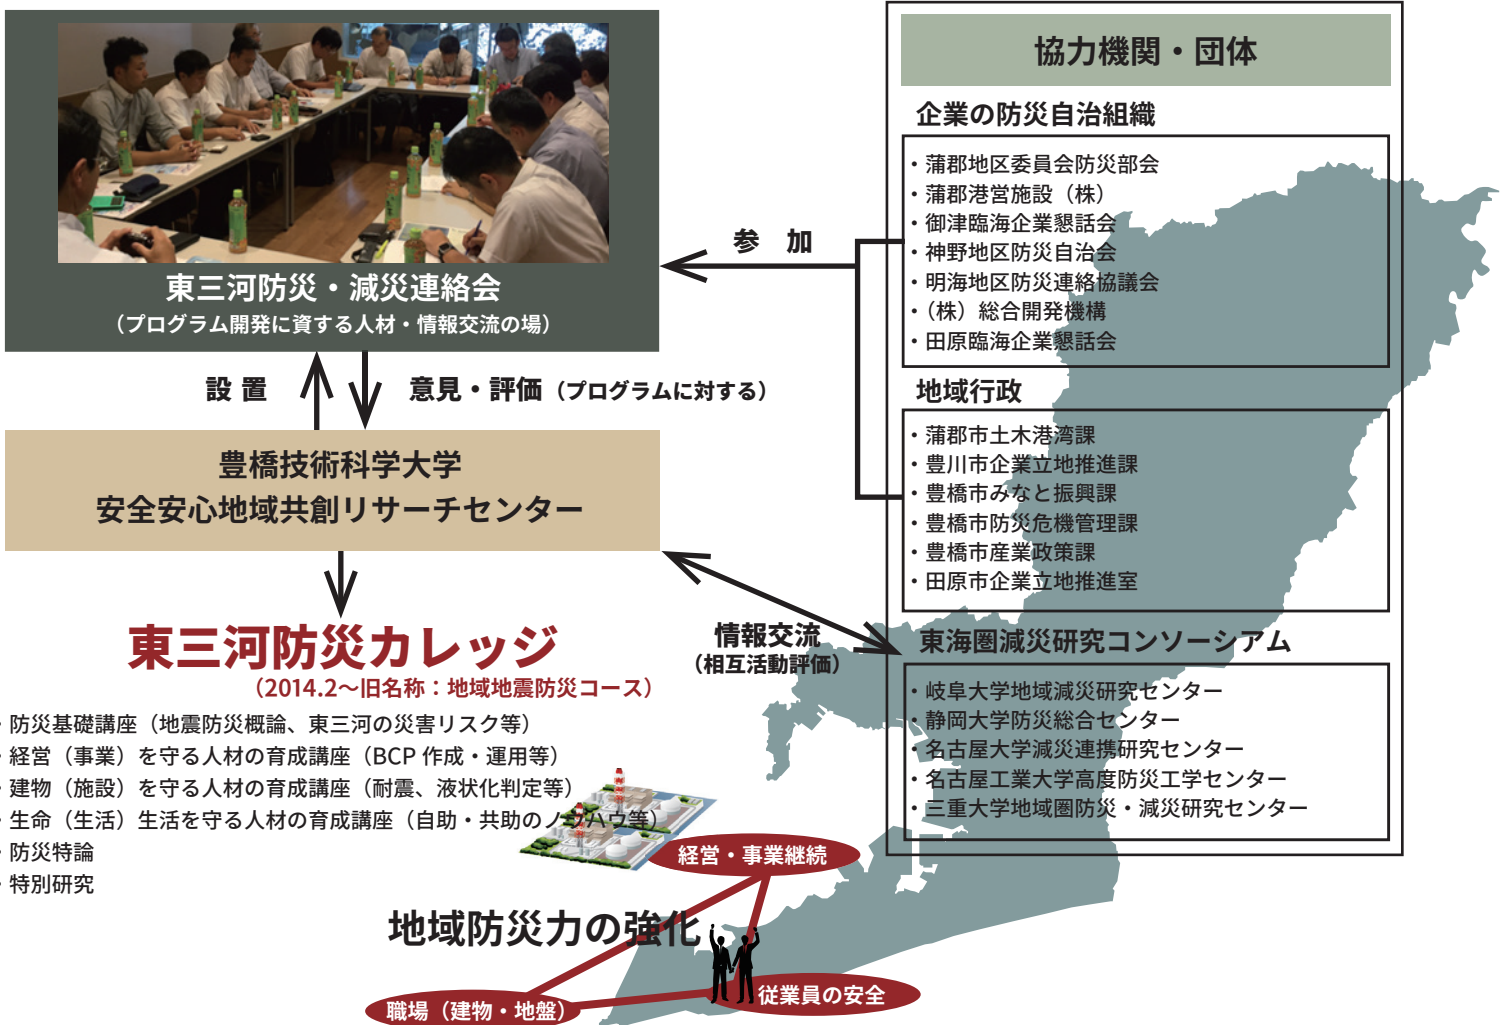 東三河防災・減災連絡会
（プログラム開発に資する人材・情報交流の場）
参　加
設 置
意見・評価（プログラムに対する）
豊橋技術科学大学
安全安心地域共創リサーチセンター
東三河防災カレッジ
（2014.2～旧名称：地域地震防災コース）
・防災基礎講座（地震防災概論、東三河の災害リスク等）
・経営（事業）を守る人材の育成講座（BCP 作成・運用等）
・建物（施設）を守る人材の育成講座（耐震、液状化判定等）
・生命（生活）生活を守る人材の育成講座（自助・共助のノウハウ等）
・防災特論
・特別研究
情報交流
（相互活動評価）
協力機関・団体
企業の防災自治組織
・蒲郡地区委員会防災部会
・蒲郡港営施設（株）
・御津臨海企業懇話会
・神野地区防災自治会
・明海地区防災連絡協議会
・（株）総合開発機構
・田原臨海企業懇話会
地域行政
・蒲郡市土木港湾課
・豊川市企業立地推進課
・豊橋市みなと振興課
・豊橋市防災危機管理課
・豊橋市産業政策課
・田原市企業立地推進室
東海圏減災研究コンソーシアム
・岐阜大学地域減災研究センター
・静岡大学防災総合センター
・名古屋大学減災連携研究センター
・名古屋工業大学高度防災工学センター
・三重大学地域圏防災・減災研究センター
経営・事業継続
地域防災力の強化
従業員の安全
職場（建物・地盤）